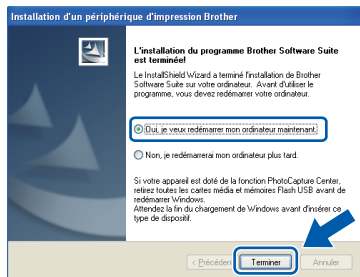 Installation d'un périphérique d'impression Brother
L'installation du programme Brother Software Suite
est terminée!
Le InstallShield Wizard a terminé l'installation de Brother
Software Suite sur votre ordinateur. Avant d'utiliser le
programme, vous devez redémarrer votre ordinateur.
Oui, je veux redémarrer mon ordinateur maintenant.
Non, je redémarrerai mon ordinateur plus tard.
Si votre appareil est doté de la fonction PhotoCapture Center,
retirez toutes les cartes média et mémoires Flash USB avant de
redémarrer Windows.
Attendez la fin du chargement de Windows avant d'insérer ce
type de dispositif.
< Précéden Terminer Annuler